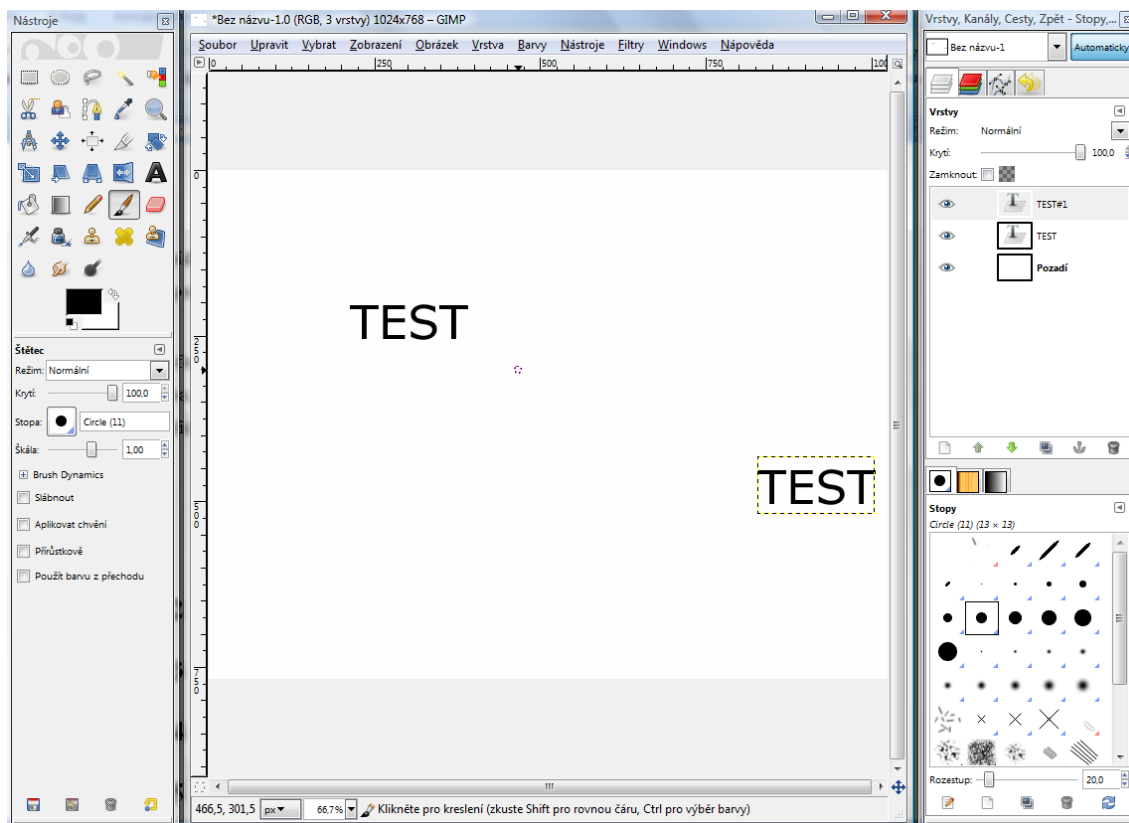 Nástroje
*Bez názvu-1.0 (RGB, 3 vrstvy) 1024x768 – GIMP
Vrstvy, Kanály, Cesty, Zpět - Stopy,...
Soubor Upravit Vybrat Zobrazení Obrázek Vrstva Barvy Nástroje Filtry Windows Nápověda
Bez názvu-1
Automaticky
0 250 500 750
0
250
500
750
TEST
TEST
Štětec
Režim: Normální
Krytí: 100,0
Stopa: Circle (11)
Škála: 1,00
Brush Dynamics
Slábnout
Aplikovat chvění
Přírůstkově
Použít barvu z přechodu
466,5, 301,5 px 66,7% Klikněte pro kreslení (zkuste Shift pro rovnou čáru, Ctrl pro výběr barvy)
Vrstvy
Režim: Normální
Krytí: 100,0
Zamknout:
TEST#1
TEST
Pozadí
Stopy
Circle (11) (13 × 13)
Rozestup: 20,0